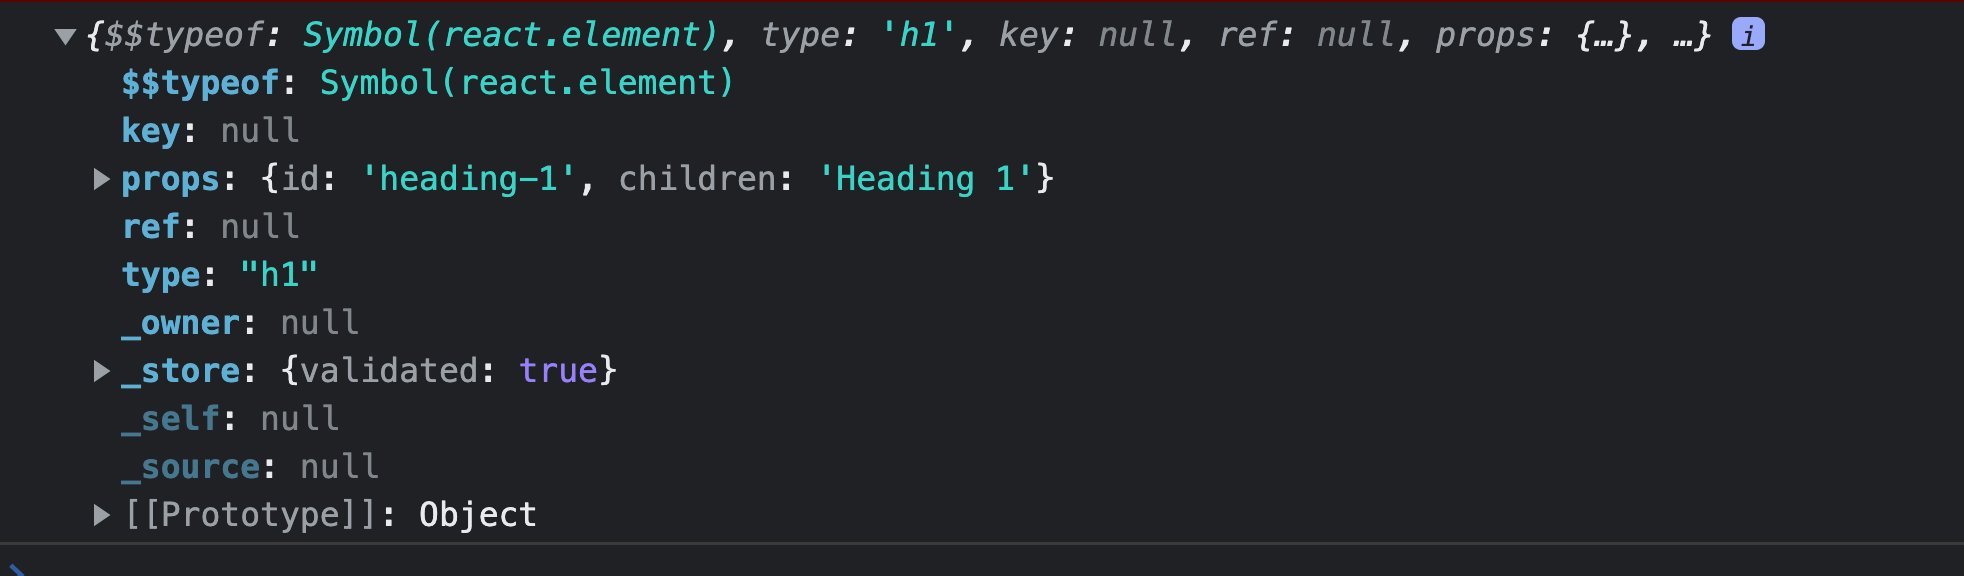 ▼{$$typeof: Symbol(react.element), type: 'h1', key: null, ref: null, props: {…}, …} i
$$typeof: Symbol(react.element)
key: null
▶props: {id: 'heading-1', children: 'Heading 1'}
ref: null
type: "h1"
_owner: null
▶_store: {validated: true}
_self: null
_source: null
▶[[Prototype]]: Object